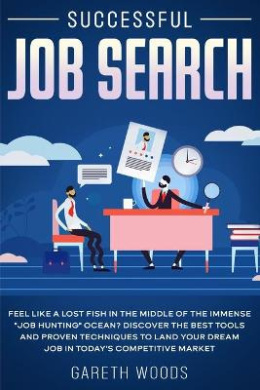 SUCCESSFUL
JOB SEARCH
FEEL LIKE A LOST FISH IN THE MIDDLE OF THE IMMENSE
"JOB HUNTING" OCEAN? DISCOVER THE BEST TOOLS
AND PROVEN TECHNIQUES TO LAND YOUR DREAM
JOB IN TODAY'S COMPETITIVE MARKET
GARETH WOODS